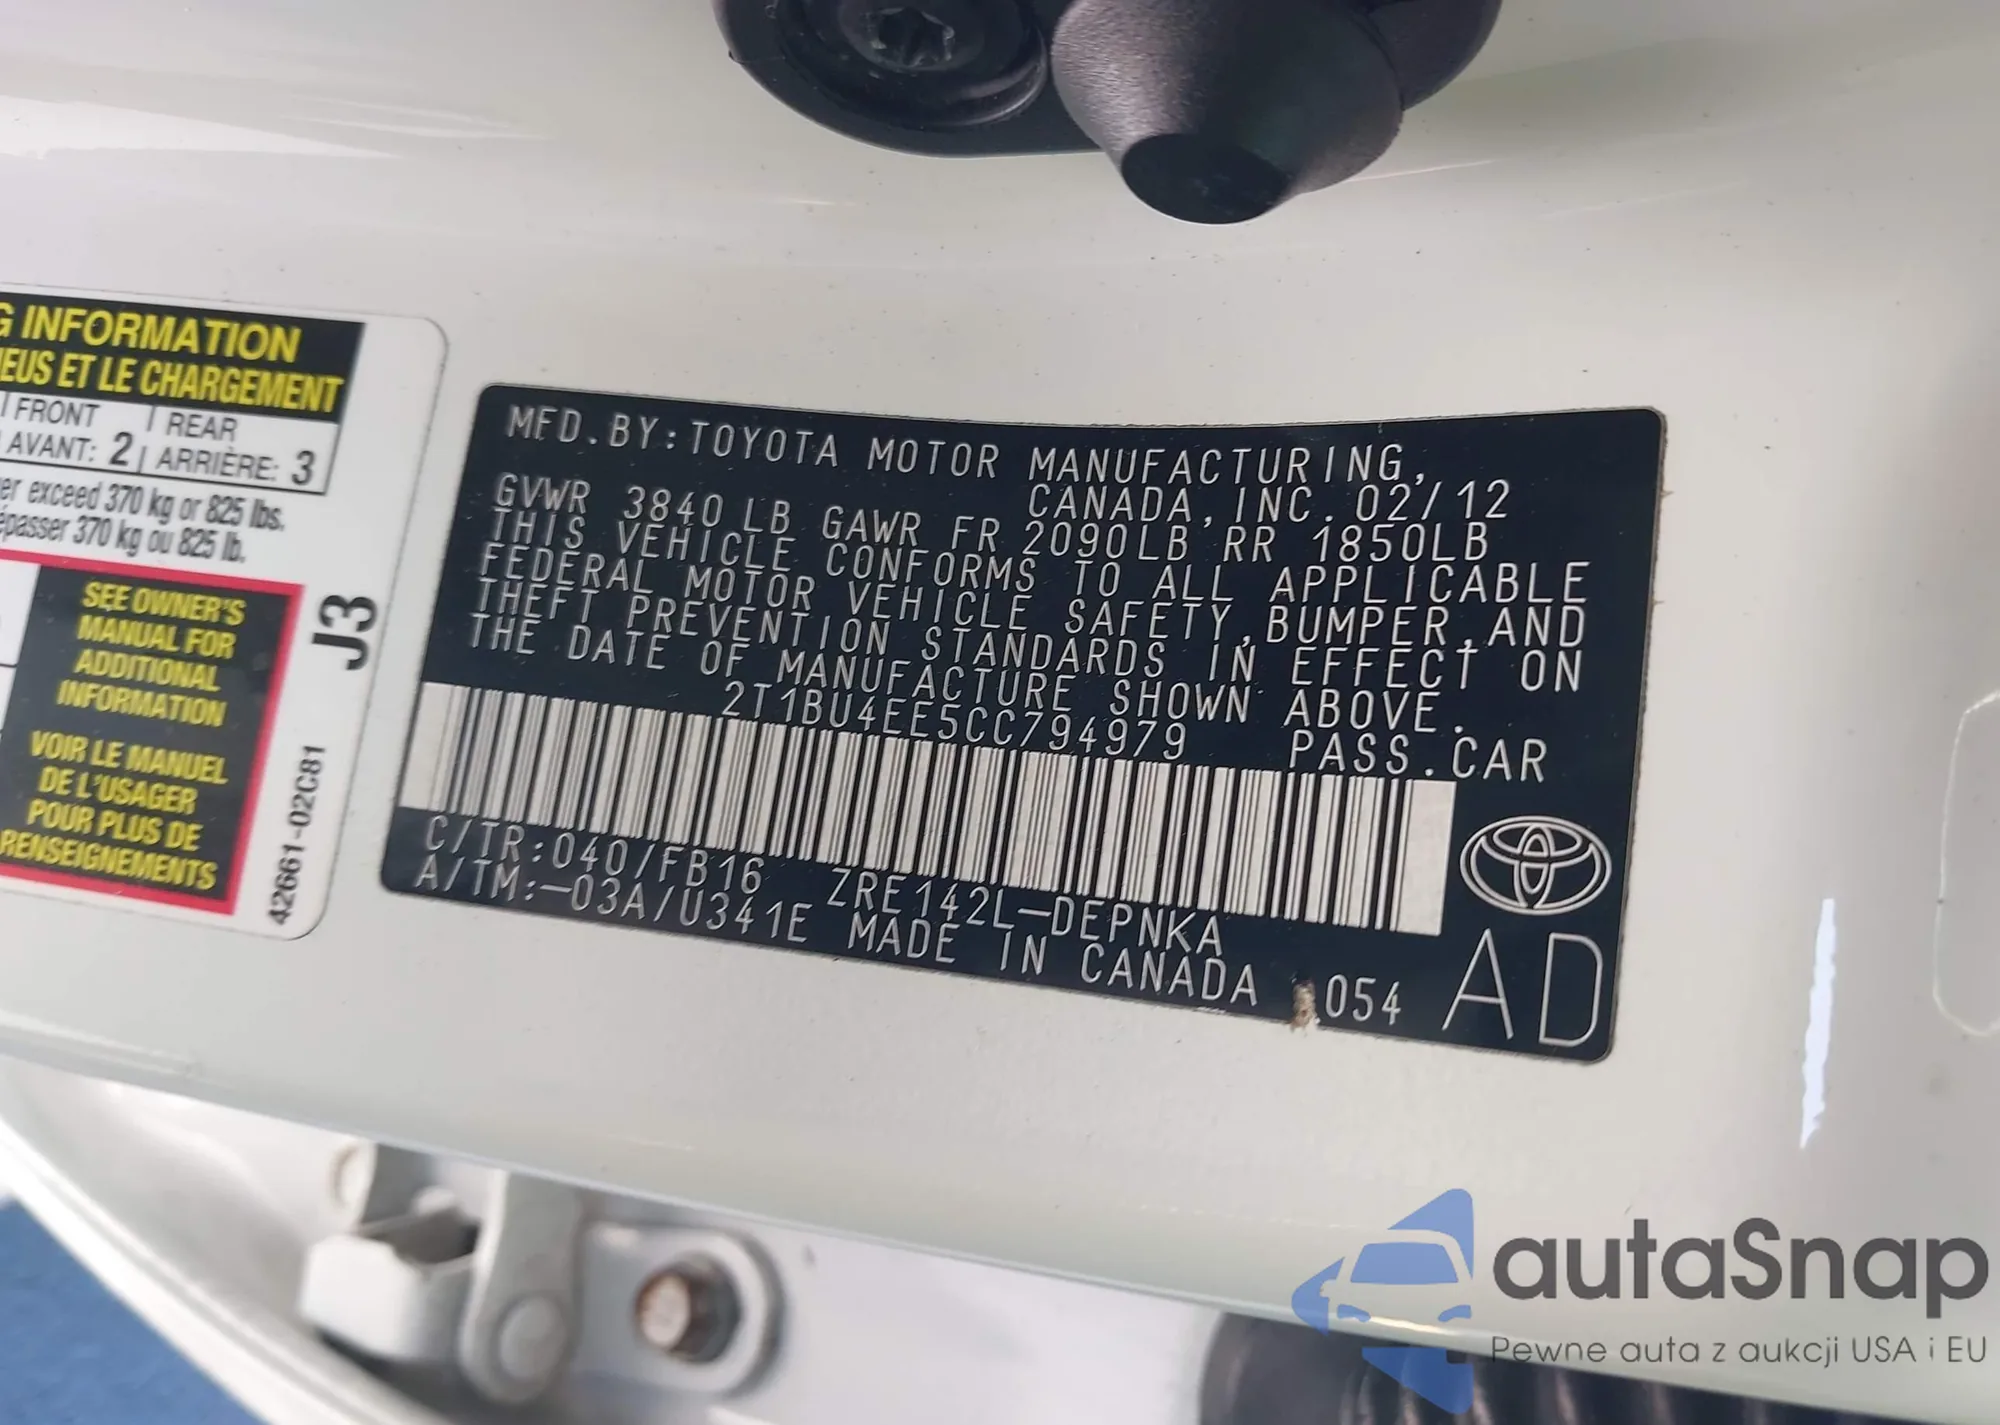 G INFORMATION
EUS ET LE CHARGEMENT
FRONT REAR
AVANT: 2 ARRIÈRE: 3
er exceed 370 kg or 825 lbs.
épasser 370 kg ou 825 lb.
SEE OWNER'S
MANUAL FOR
ADDITIONAL
INFORMATION
VOIR LE MANUEL
DE L'USAGER
POUR PLUS DE
RENSEIGNEMENTS
J3
42661-02C81
MFD.BY:TOYOTA MOTOR MANUFACTURING,
CANADA,INC.02/12
GVWR 3840 LB GAWR FR 2090LB RR 1850LB
THIS VEHICLE CONFORMS TO ALL APPLICABLE
FEDERAL MOTOR VEHICLE SAFETY,BUMPER,AND
THEFT PREVENTION STANDARDS IN EFFECT ON
THE DATE OF MANUFACTURE SHOWN ABOVE.
2T1BU4EE5CC794979 PASS.CAR
C/TR:040/FB16 ZRE142L-DEPNKA
A/TM:-03A/U341E MADE IN CANADA 054
AD
autaSnap
Pewne auta z aukcji USA i EU